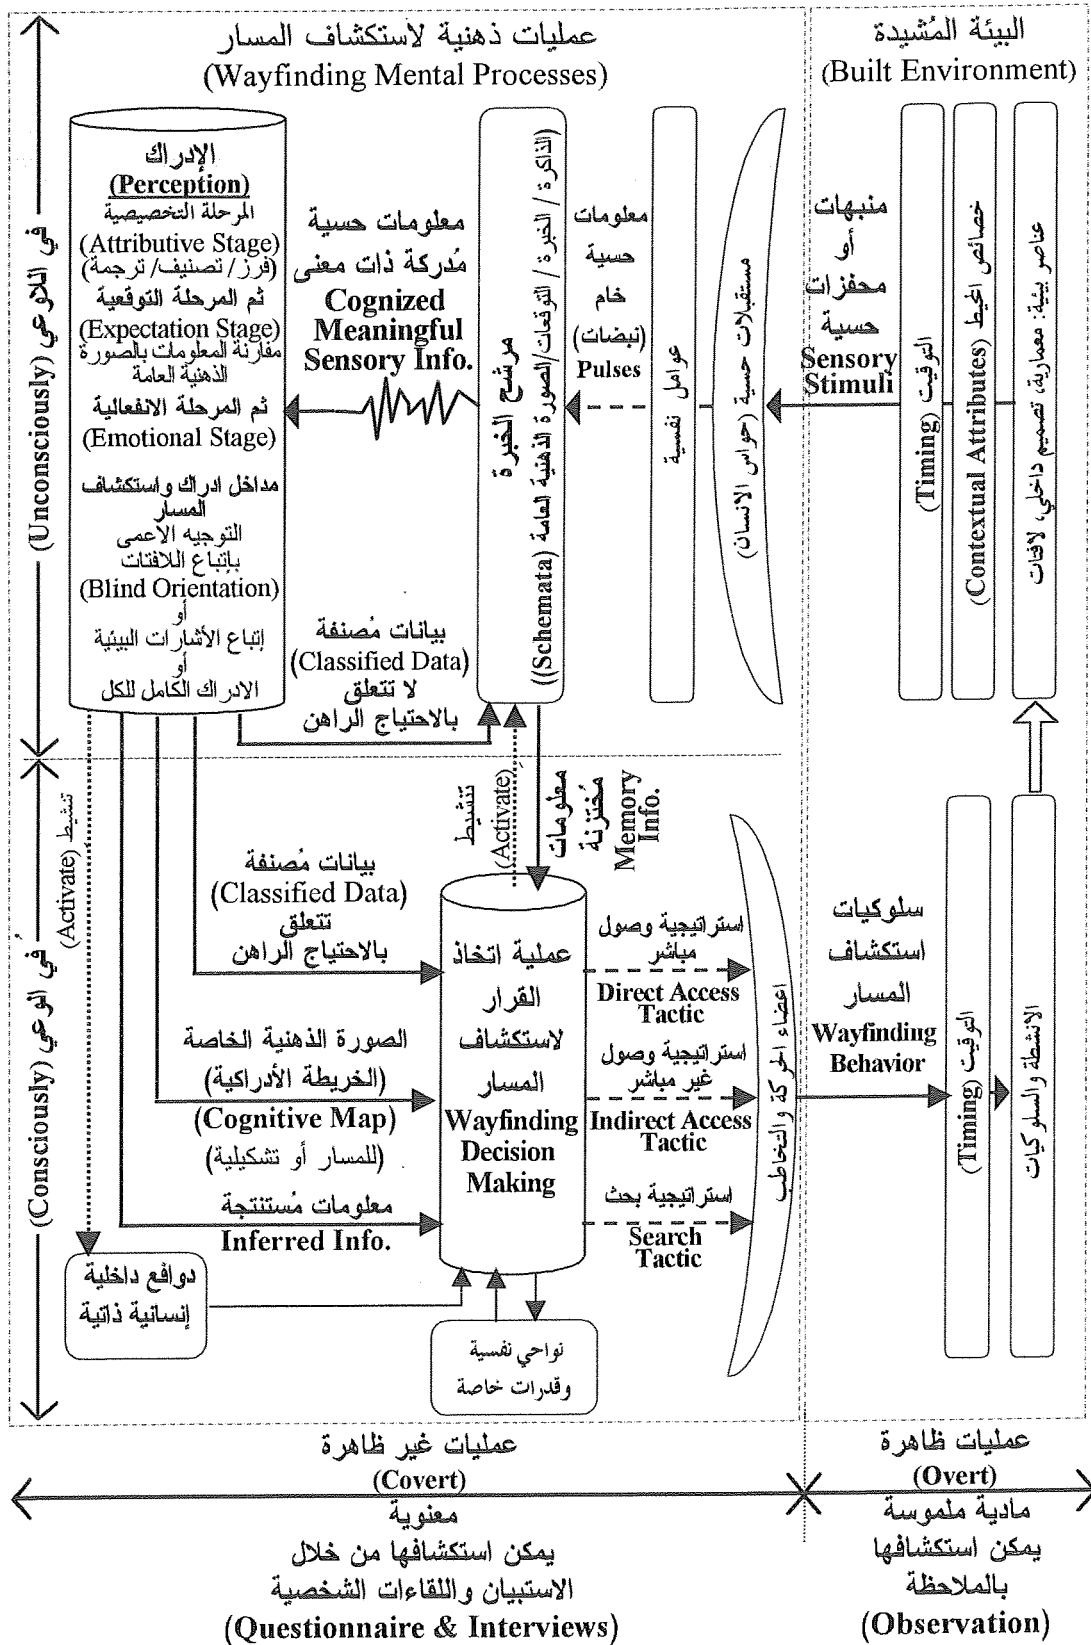 البيئة المُشيدة
(Built Environment)
عمليات ذهنية لاستكشاف المسار
(Wayfinding Mental Processes)
عناصر بيئية: معمارية، تصميم داخلي، لافتات
خصائص المحيط (Contextual Attributes)
التوقيت (Timing)
منبهات
محفزات
حسية
Sensory
Stimuli
مستقبلات حسية (حواس الانسان)
عوامل نفسية
معلومات
حسية
خام
(نبضات)
Pulses
مرشح الخبرة
(الذاكرة / الخبرة / التوقعات/الصورة الذهنية العامة (Schemata))
معلومات حسية
مُدركة ذات معنى
Cognized
Meaningful
Sensory Info.
الإدراك
(Perception)
المرحلة التخصيصية
(Attributive Stage)
(فرز/ تصنيف/ ترجمة)
ثم المرحلة التوقعية
(Expectation Stage)
مقارنة المعلومات بالصورة
الذهنية العامة
ثم المرحلة الانفعالية
(Emotional Stage)
مداخل ادراك واستكشاف
المسار
التوجيه الأعمى
بإتباع اللافتات
(Blind Orientation)
أو
إتباع الأشارات البيئية
أو
الادراك الكامل للكل
في اللاوعي (Unconsciously)
بيانات مُصنفة
(Classified Data)
لا تتعلق
بالاحتياج الراهن
تنشيط
(Activate)
معلومات
مُختزنة
Memory
Info.
في الوعي (Consciously)
تنشيط (Activate)
بيانات مُصنفة
(Classified Data)
تتعلق
بالاحتياج الراهن
الصورة الذهنية الخاصة
(الخريطة الأدراكية)
(Cognitive Map)
(للمسار أو تشكيلية)
معلومات مُستنتجة
Inferred Info.
عملية اتخاذ
القرار
لاستكشاف
المسار
Wayfinding
Decision
Making
استراتيجية وصول
مباشر
Direct Access
Tactic
استراتيجية وصول
غير مباشر
Indirect Access
Tactic
استراتيجية بحث
Search
Tactic
اعضاء الحركة والتخاطب
سلوكيات
استكشاف
المسار
Wayfinding
Behavior
التوقيت (Timing)
الانشطة والسلوكيات
دوافع داخلية
إنسانية ذاتية
نواحي نفسية
وقدرات خاصة
عمليات ظاهرة
(Overt)
مادية ملموسة
يمكن استكشافها
بالملاحظة
(Observation)
عمليات غير ظاهرة
(Covert)
معنوية
يمكن استكشافها من خلال
الاستبيان واللقاءات الشخصية
(Questionnaire & Interviews)